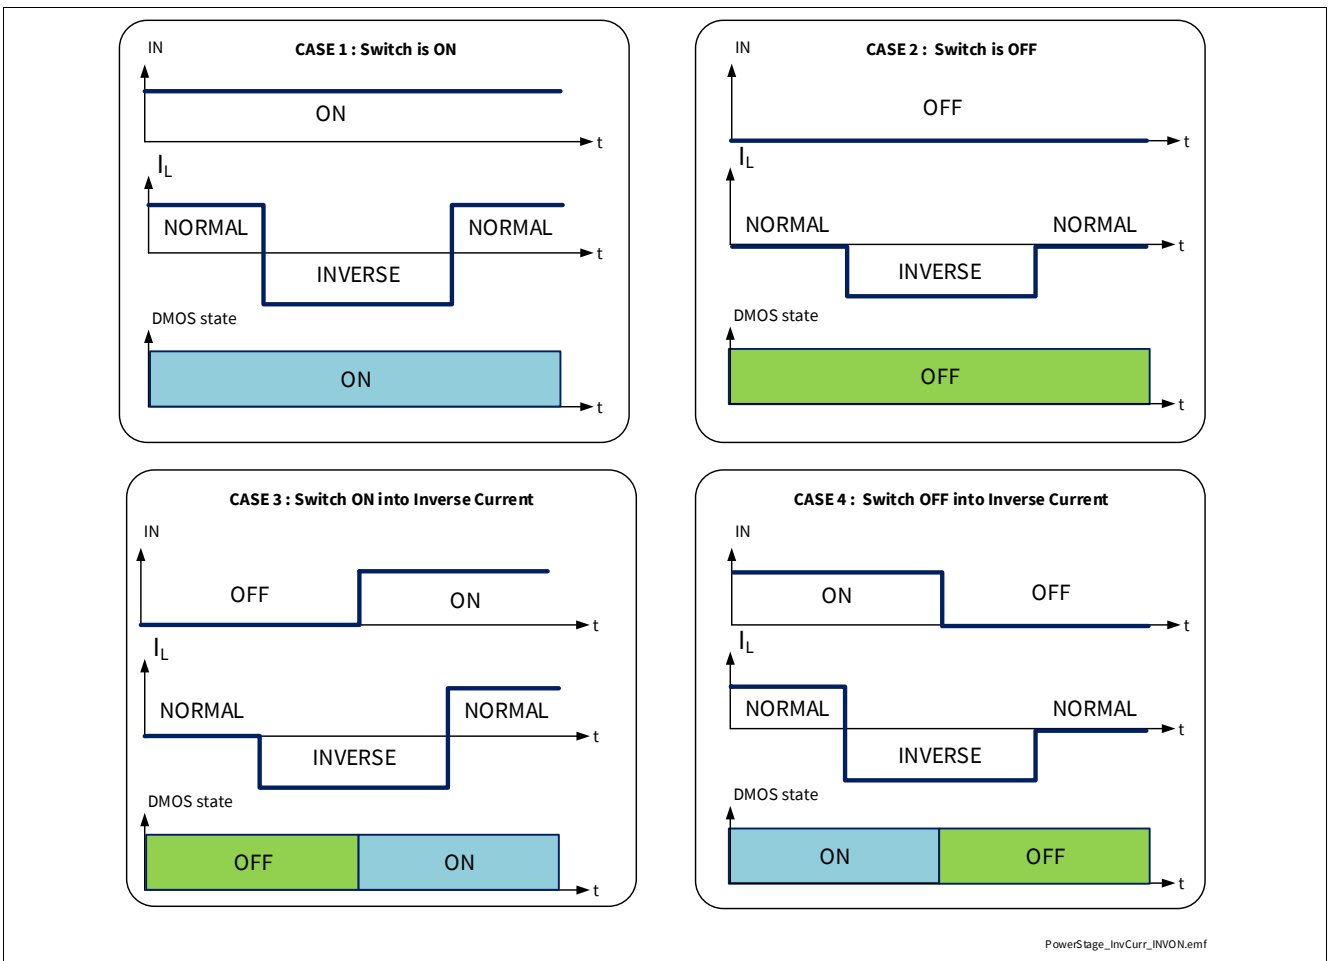 CASE 1 : Switch is ON
IN
ON
t
IL
NORMAL
NORMAL
INVERSE
t
DMOS state
ON
t
CASE 2 : Switch is OFF
IN
OFF
t
IL
NORMAL
NORMAL
INVERSE
t
DMOS state
OFF
t
CASE 3 : Switch ON into Inverse Current
IN
OFF
ON
t
IL
NORMAL
NORMAL
INVERSE
t
DMOS state
OFF
ON
t
CASE 4 : Switch OFF into Inverse Current
IN
ON
OFF
t
IL
NORMAL
NORMAL
INVERSE
t
DMOS state
ON
OFF
t
PowerStage_InvCurr_INVON.emf